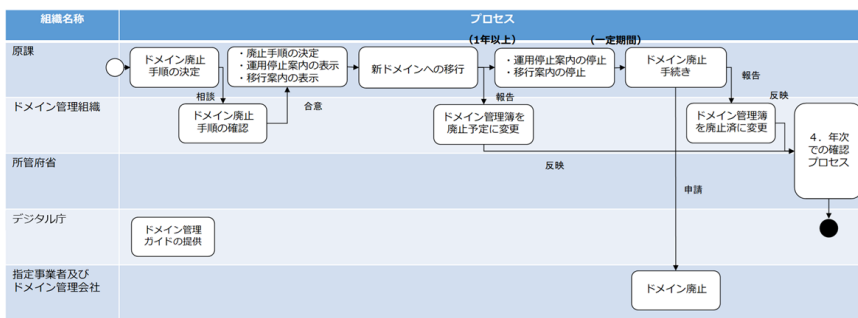 組織名称
プロセス
原課
ドメイン廃止
手順の決定
・廃止手順の決定
・運用停止案内の表示
・移行案内の表示
新ドメインへの移行
(1年以上)
・運用停止案内の停止
・移行案内の停止
(一定期間)
ドメイン廃止
手続き
相談
合意
報告
報告
反映
ドメイン管理組織
ドメイン廃止
手順の確認
ドメイン管理簿を
廃止予定に変更
ドメイン管理簿
を廃止済に変更
4.年次
での確認
プロセス
所管府省
反映
申請
デジタル庁
ドメイン管理
ガイドの提供
指定事業者及び
ドメイン管理会社
ドメイン廃止